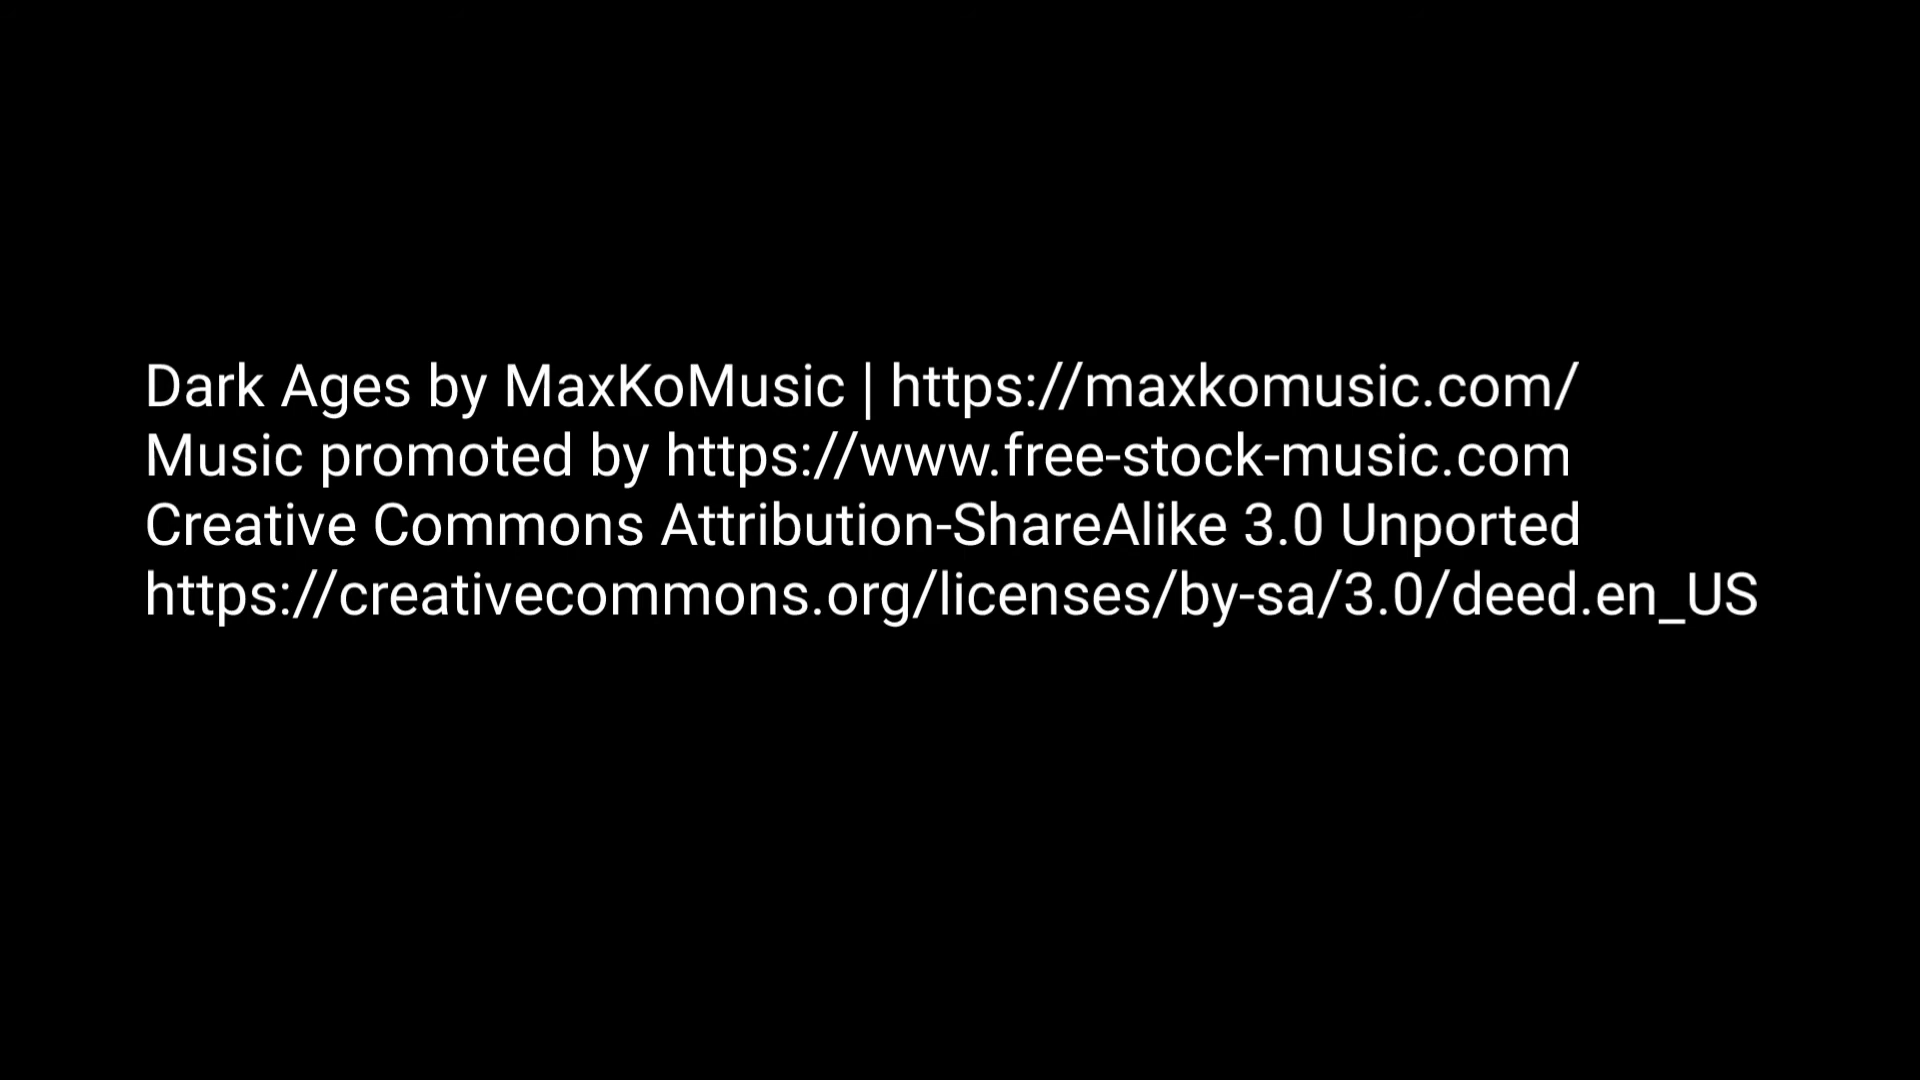 Dark Ages by MaxKoMusic | https://maxkomusic.com/
Music promoted by https://www.free-stock-music.com
Creative Commons Attribution-ShareAlike 3.0 Unported
https://creativecommons.org/licenses/by-sa/3.0/deed.en_US